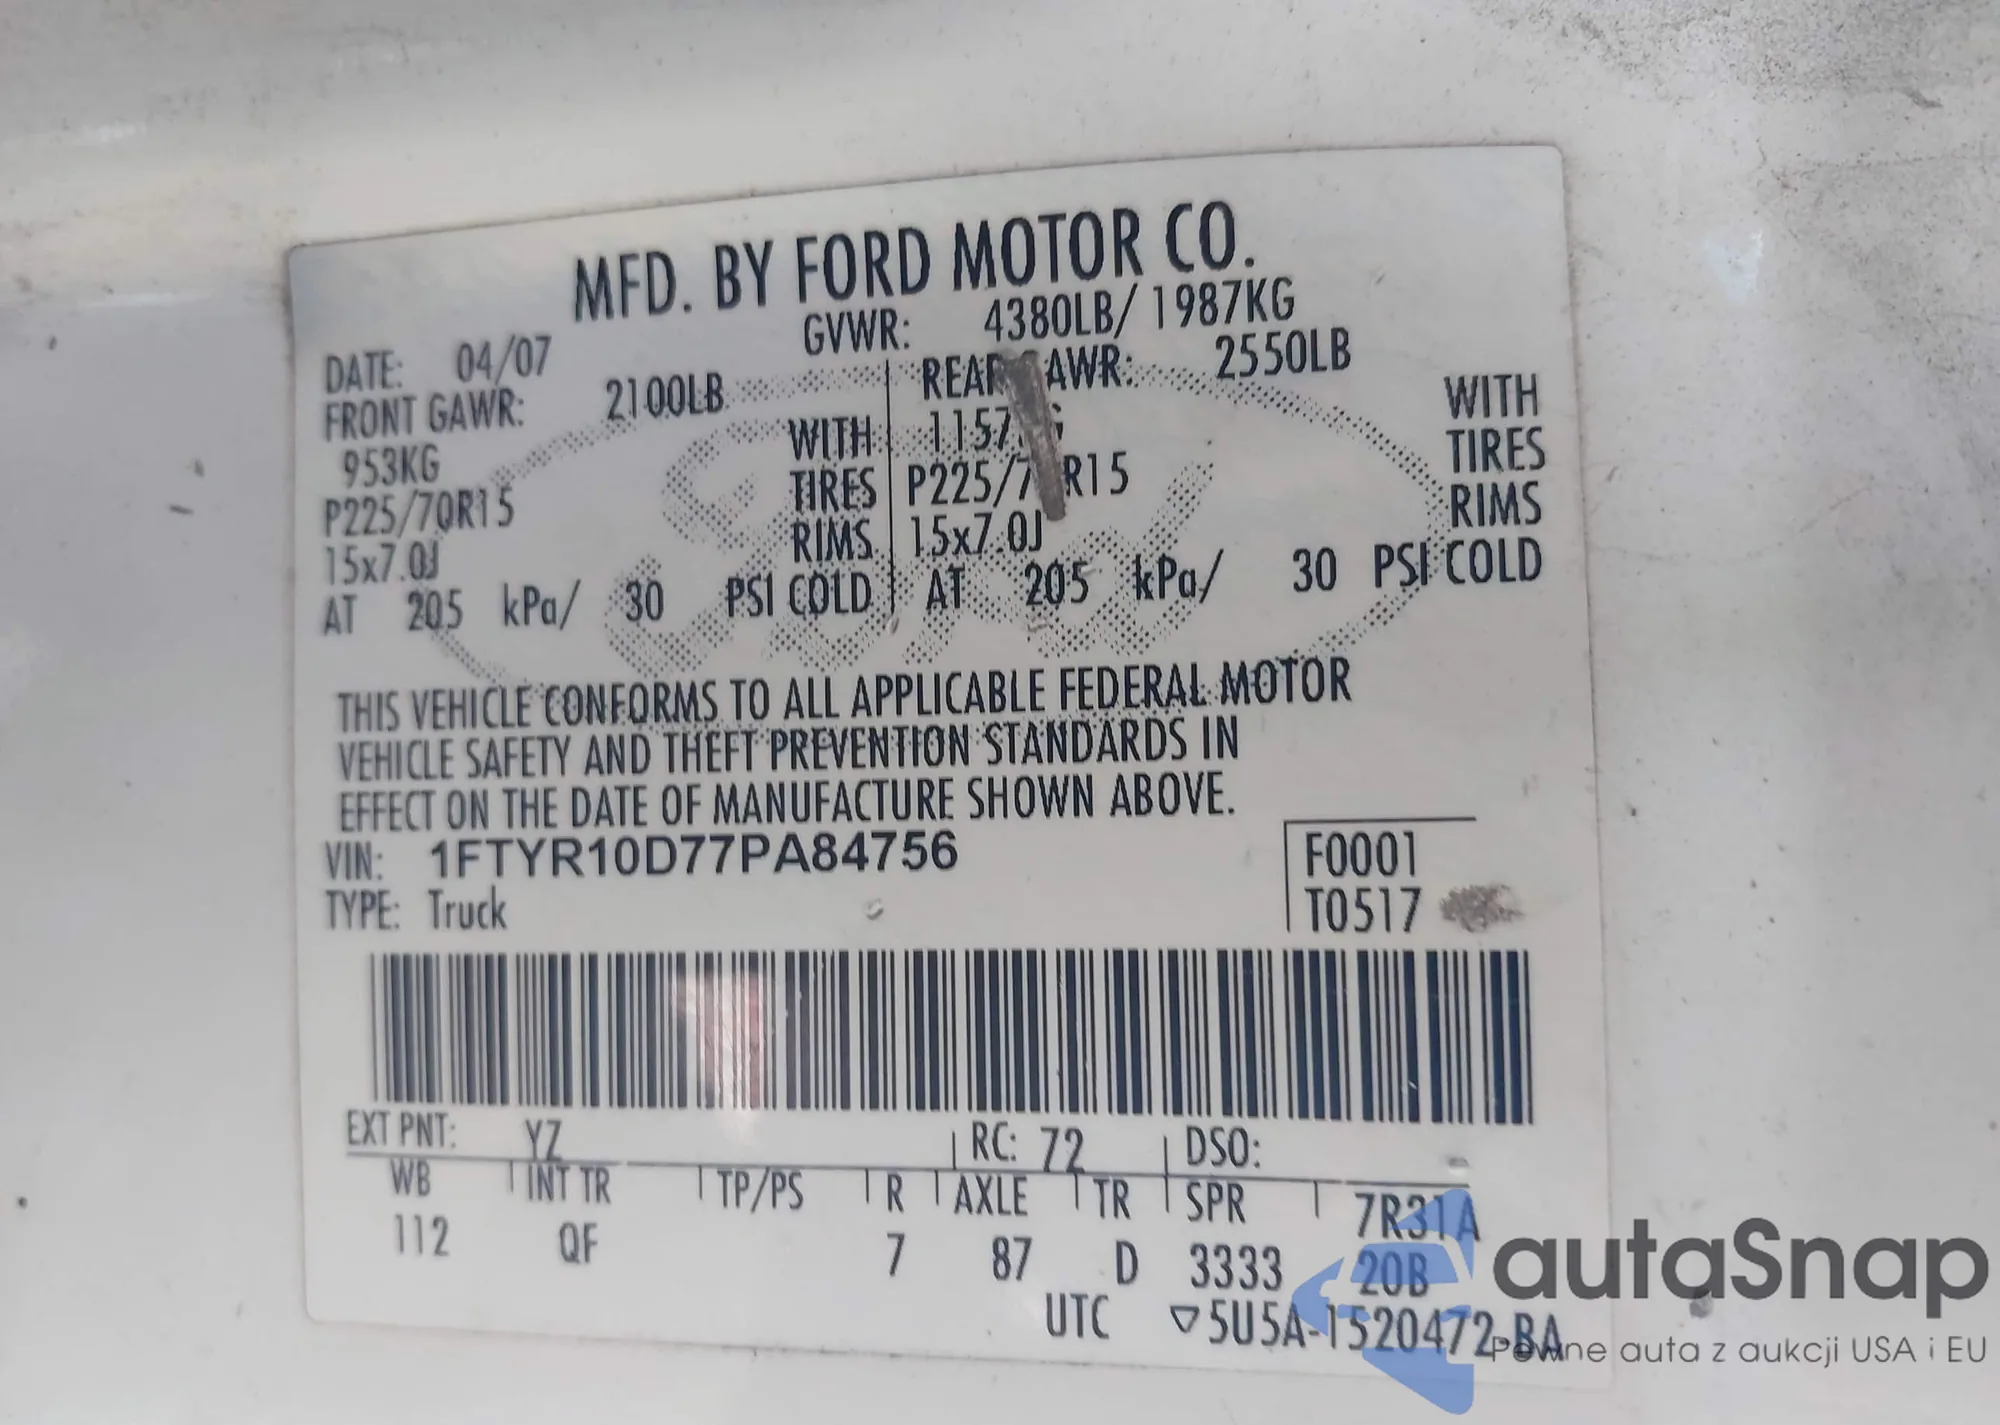 MFD. BY FORD MOTOR CO.
DATE: 04/07 GVWR: 4380LB/ 1987KG
FRONT GAWR: 2100LB REAR GAWR: 2550LB
953KG WITH 1157KG WITH
P225/70R15 TIRES P225/70R15 TIRES
15x7.0J RIMS 15x7.0J RIMS
AT 205 kPa/ 30 PSI COLD AT 205 kPa/ 30 PSI COLD
THIS VEHICLE CONFORMS TO ALL APPLICABLE FEDERAL MOTOR
VEHICLE SAFETY AND THEFT PREVENTION STANDARDS IN
EFFECT ON THE DATE OF MANUFACTURE SHOWN ABOVE.
VIN: 1FTYR10D77PA84756 F0001
TYPE: Truck T0517
EXT PNT: YZ RC: 72 DSO:
WB INT TR TP/PS R AXLE TR SPR 7R31A
112 QF 7 87 D 3333 20B
UTC ▽5U5A-1520472-BA
autaSnap
Pewne auta z aukcji USA i EU